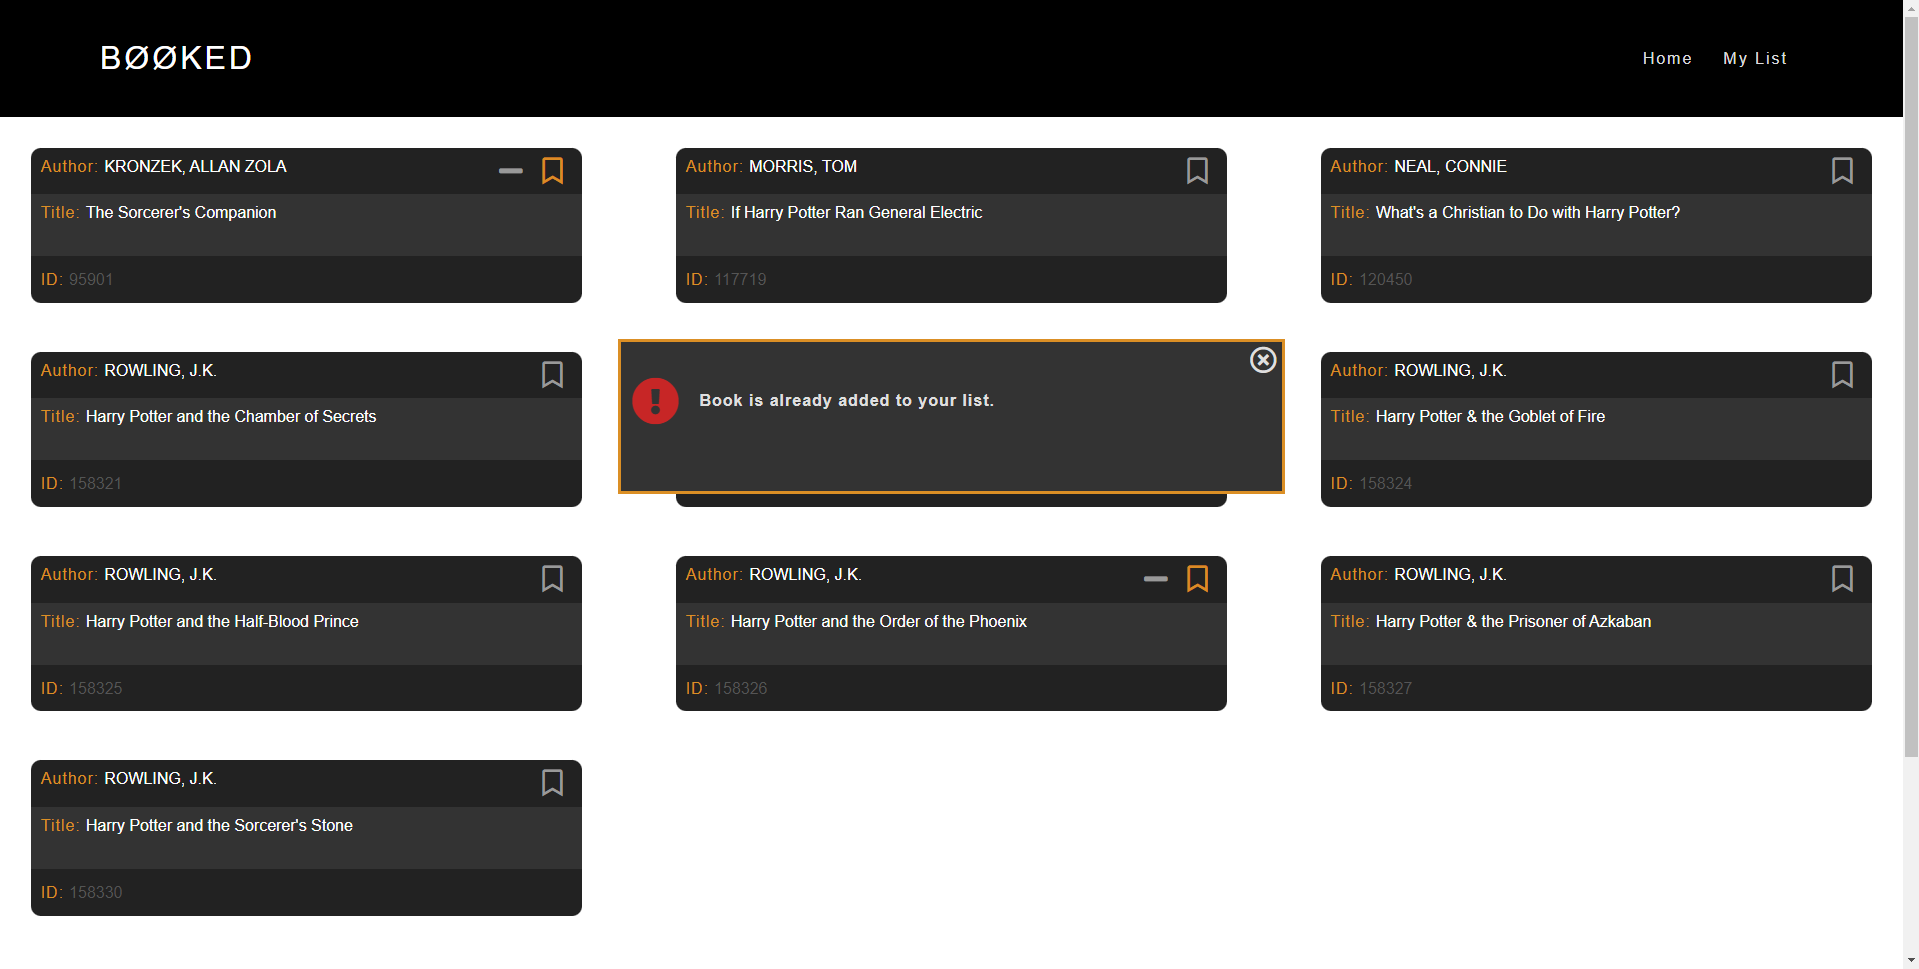 BØØKED
Home
My List
Author: KRONZEK, ALLAN ZOLA
Title: The Sorcerer's Companion
ID: 95901
Author: MORRIS, TOM
Title: If Harry Potter Ran General Electric
ID: 117719
Author: NEAL, CONNIE
Title: What's a Christian to Do with Harry Potter?
ID: 120450
Author: ROWLING, J.K.
Title: Harry Potter and the Chamber of Secrets
ID: 158321
Book is already added to your list.
Author: ROWLING, J.K.
Title: Harry Potter & the Goblet of Fire
ID: 158324
Author: ROWLING, J.K.
Title: Harry Potter and the Half-Blood Prince
ID: 158325
Author: ROWLING, J.K.
Title: Harry Potter and the Order of the Phoenix
ID: 158326
Author: ROWLING, J.K.
Title: Harry Potter & the Prisoner of Azkaban
ID: 158327
Author: ROWLING, J.K.
Title: Harry Potter and the Sorcerer's Stone
ID: 158330